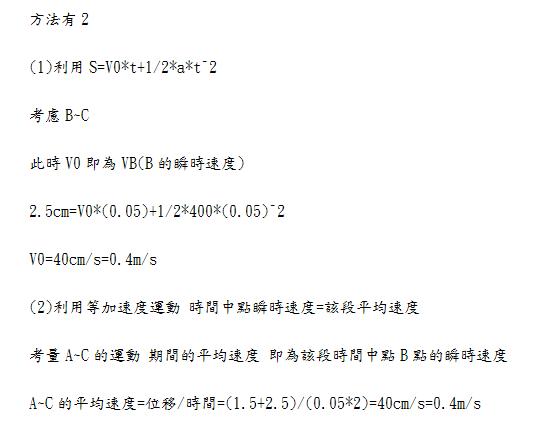 方法有2
(1)利用 S=V0*t+1/2*a*tˉ2
考慮 B~C
此時 V0 即為 VB(B 的瞬時速度)
2.5cm=V0*(0.05)+1/2*400*(0.05)ˉ2
V0=40cm/s=0.4m/s
(2)利用等加速度運動 時間中點瞬時速度=該段平均速度
考量 A~C 的運動 期間的平均速度 即為該段時間中點 B 點的瞬時速度
A~C 的平均速度=位移/時間=(1.5+2.5)/(0.05*2)=40cm/s=0.4m/s